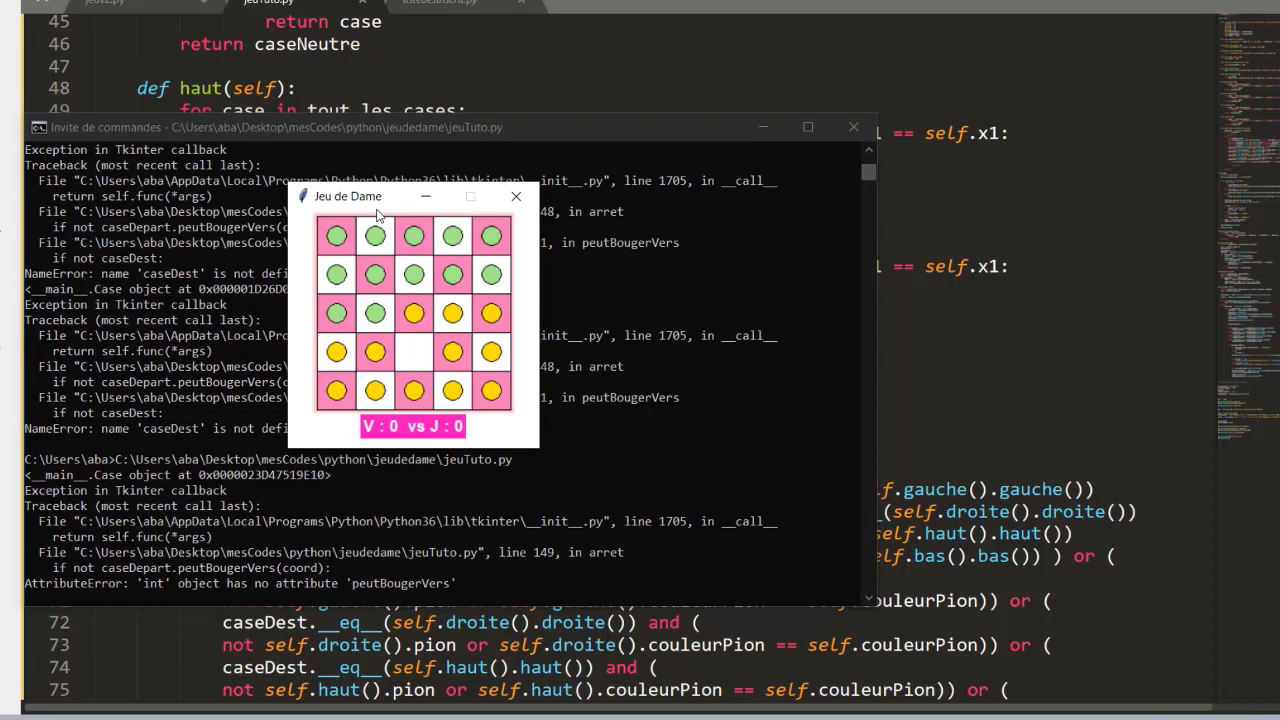 jeuTuto.py
45 return case
46 return caseNeutre
47
48 def haut(self):
49 for case in tout_les_cases:
== self.x1:
== self.x1:
Invite de commandes - C:\Users\aba\Desktop\mesCodes\python\jeudedame\jeuTuto.py
Exception in Tkinter callback
Traceback (most recent call last):
File "C:\Users\aba\AppData\Local\Programs\Python\Python36\lib\tkinter\__init__.py", line 1705, in __call__
return self.func(*args)
File "C:\Users\aba\Desktop\mesCodes\ 48, in arret
if not caseDepart.peutBougerVers(c
File "C:\Users\aba\Desktop\mesCodes\ 1, in peutBougerVers
if not caseDest:
NameError: name 'caseDest' is not defi
<__main__.Case object at 0x000001D26D0
Exception in Tkinter callback
Traceback (most recent call last):
File "C:\Users\aba\AppData\Local\Pro .py", line 1705, in __call__
return self.func(*args)
File "C:\Users\aba\Desktop\mesCodes\ in arret
if not caseDepart.peutBougerVers(c
File "C:\Users\aba\Desktop\mesCodes\ 1, in peutBougerVers
if not caseDest:
NameError: name 'caseDest' is not defi
C:\Users\aba>C:\Users\aba\Desktop\mesCodes\python\jeudedame\jeuTuto.py
<__main__.Case object at 0x0000023D47519E10>
Exception in Tkinter callback
Traceback (most recent call last):
File "C:\Users\aba\AppData\Local\Programs\Python\Python36\lib\tkinter\__init__.py", line 1705, in __call__
return self.func(*args)
File "C:\Users\aba\Desktop\mesCodes\python\jeudedame\jeuTuto.py", line 149, in arret
if not caseDepart.peutBougerVers(coord):
AttributeError: 'int' object has no attribute 'peutBougerVers'
Jeu de Dame
V : 0 vs J : 0
.gauche().gauche())
(self.droite().droite())
.haut().haut())
.bas().bas() ) or (
couleurPion)) or (
72 caseDest.__eq__(self.droite().droite()) and (
73 not self.droite().pion or self.droite().couleurPion == self.couleurPion)) or (
74 caseDest.__eq__(self.haut().haut()) and (
75 not self.haut().pion or self.haut().couleurPion == self.couleurPion)) or (